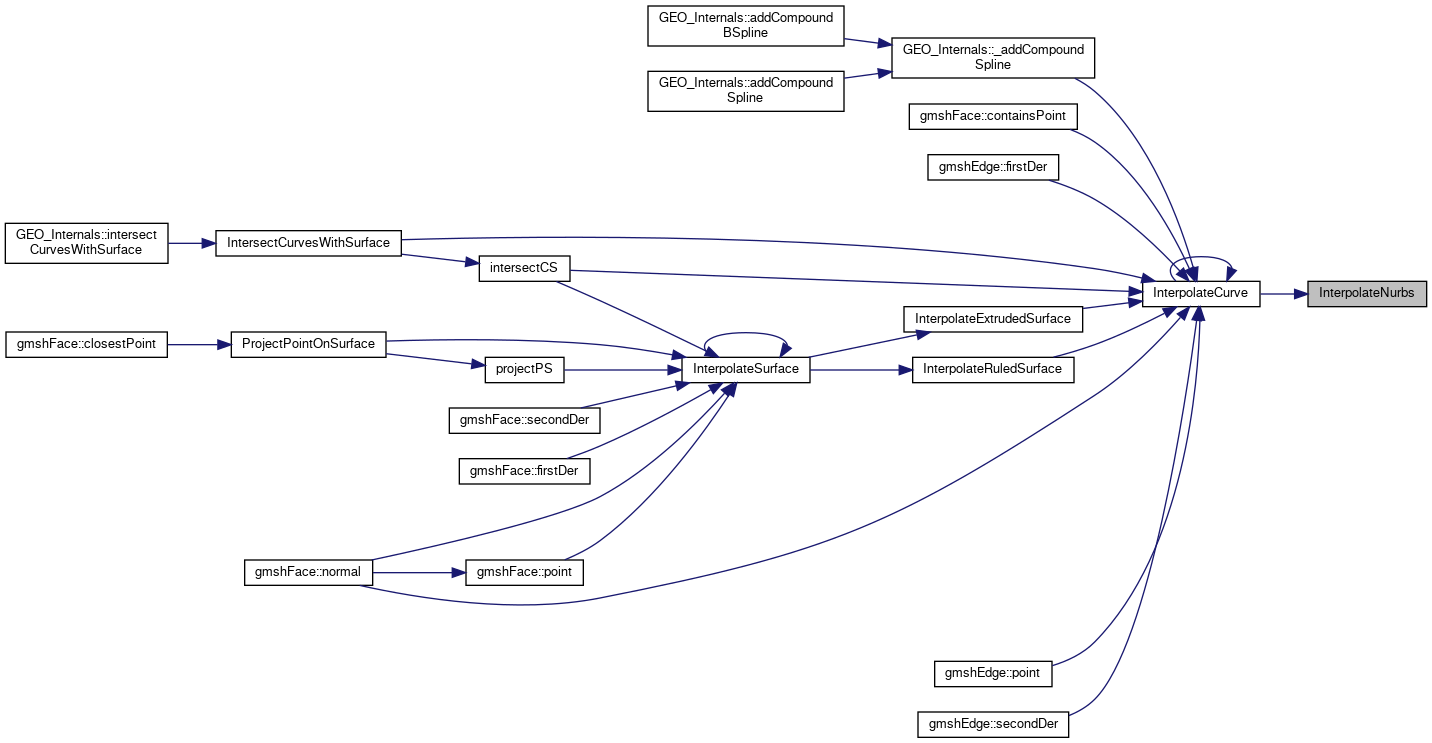 GEO_Internals::addCompound
BSpline
GEO_Internals::_addCompound
Spline
GEO_Internals::addCompound
Spline
gmshFace::containsPoint
gmshEdge::firstDer
GEO_Internals::intersect
CurvesWithSurface
IntersectCurvesWithSurface
intersectCS
InterpolateCurve
InterpolateNurbs
InterpolateExtrudedSurface
gmshFace::closestPoint
ProjectPointOnSurface
projectPS
InterpolateSurface
InterpolateRuledSurface
gmshFace::secondDer
gmshFace::firstDer
gmshFace::normal
gmshFace::point
gmshEdge::point
gmshEdge::secondDer